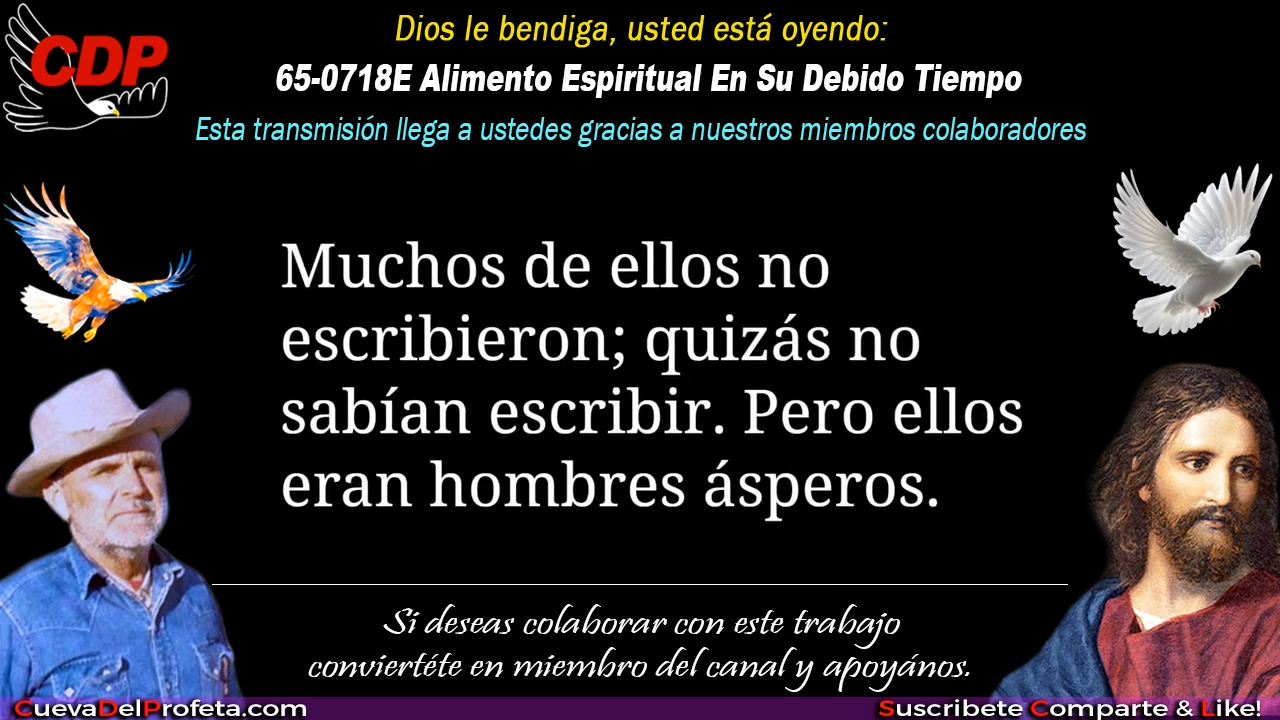 CDP
Dios le bendiga, usted está oyendo:
65-0718E Alimento Espiritual En Su Debido Tiempo
Esta transmisión llega a ustedes gracias a nuestros miembros colaboradores
Muchos de ellos no
escribieron; quizás no
sabían escribir. Pero ellos
eran hombres ásperos.
Si deseas colaborar con este trabajo
conviertéte en miembro del canal y apoyános.
CuevaDelProfeta.com
Suscribete Comparte & Like!